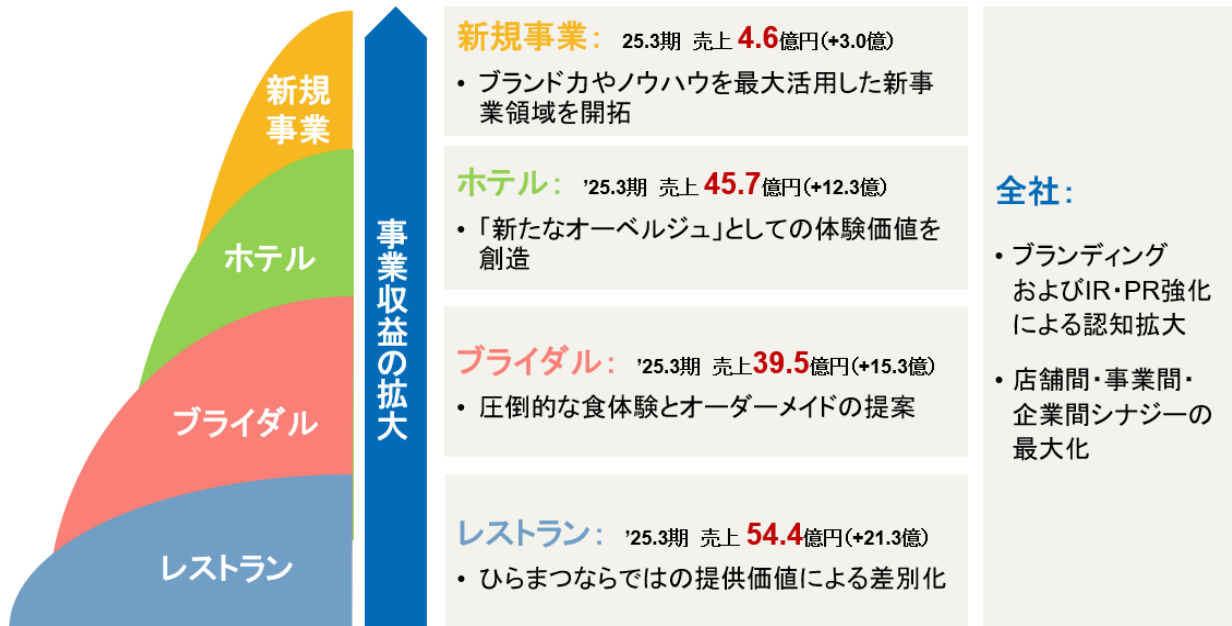 新規
事業
ホテル
ブライダル
レストラン
事業収益の拡大
新規事業： 25.3期 売上 4.6億円(+3.0億)
• ブランド力やノウハウを最大活用した新事
業領域を開拓
ホテル： ’25.3期 売上 45.7億円(+12.3億)
• 「新たなオーベルジュ」としての体験価値を
創造
ブライダル： ’25.3期 売上39.5億円(+15.3億)
• 圧倒的な食体験とオーダーメイドの提案
レストラン： ’25.3期 売上 54.4億円(+21.3億)
• ひらまつならではの提供価値による差別化
全社：
• ブランディング
およびIR・PR強化
による認知拡大
• 店舗間・事業間・
企業間シナジーの
最大化